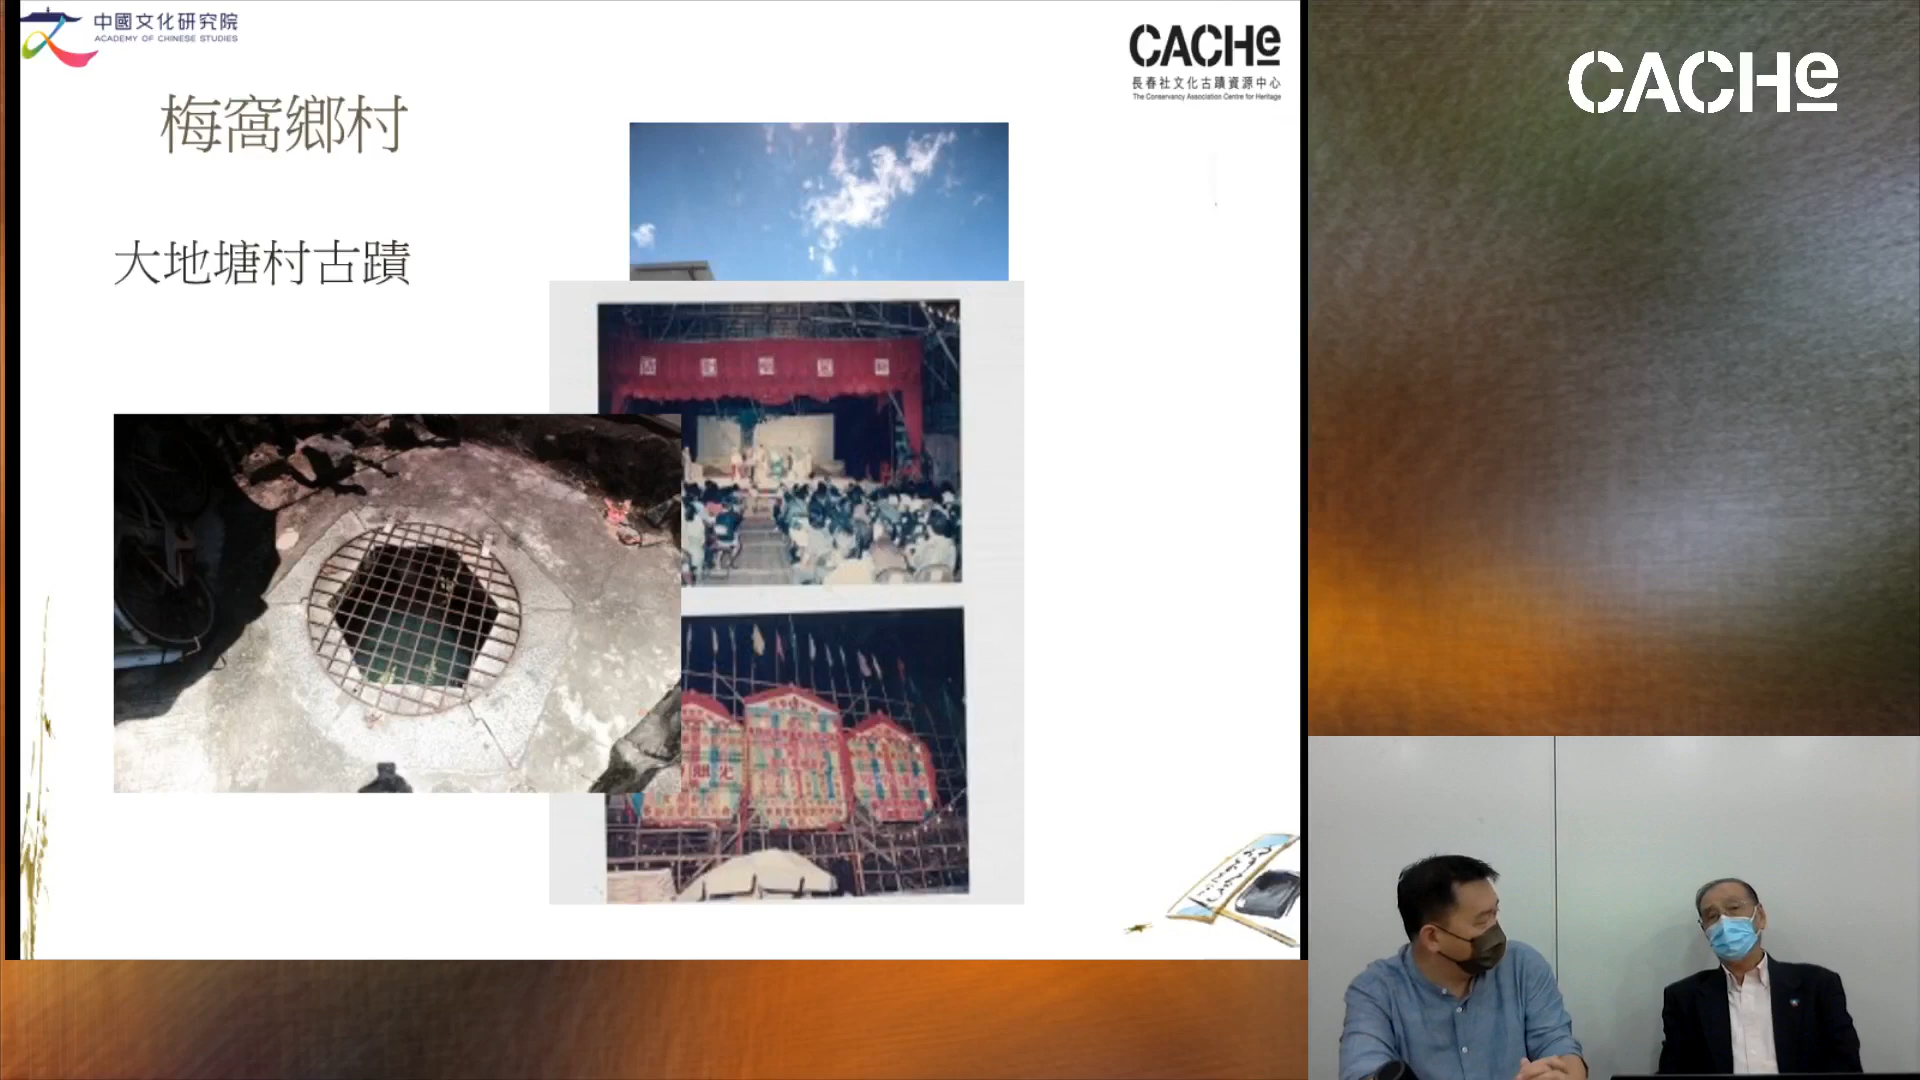 中國文化研究院
ACADEMY OF CHINESE STUDIES
CACHe
長春社文化古蹟資源中心
The Conservancy Association Centre for Heritage
梅窩鄉村
大地塘村古蹟
CACHe